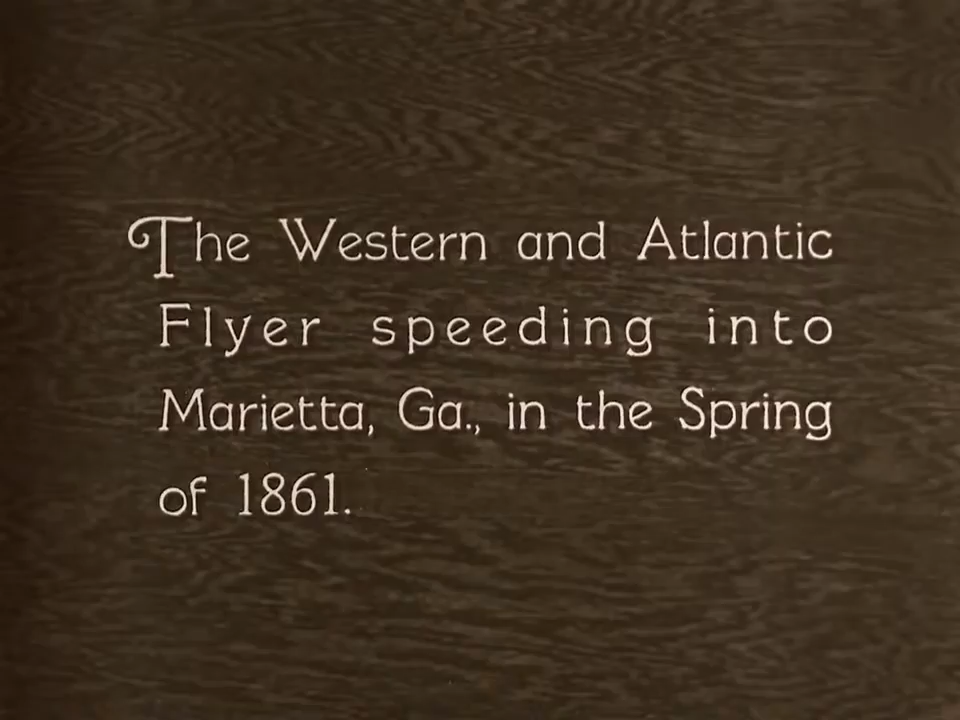 The Western and Atlantic
Flyer speeding into
Marietta, Ga., in the Spring
of 1861.